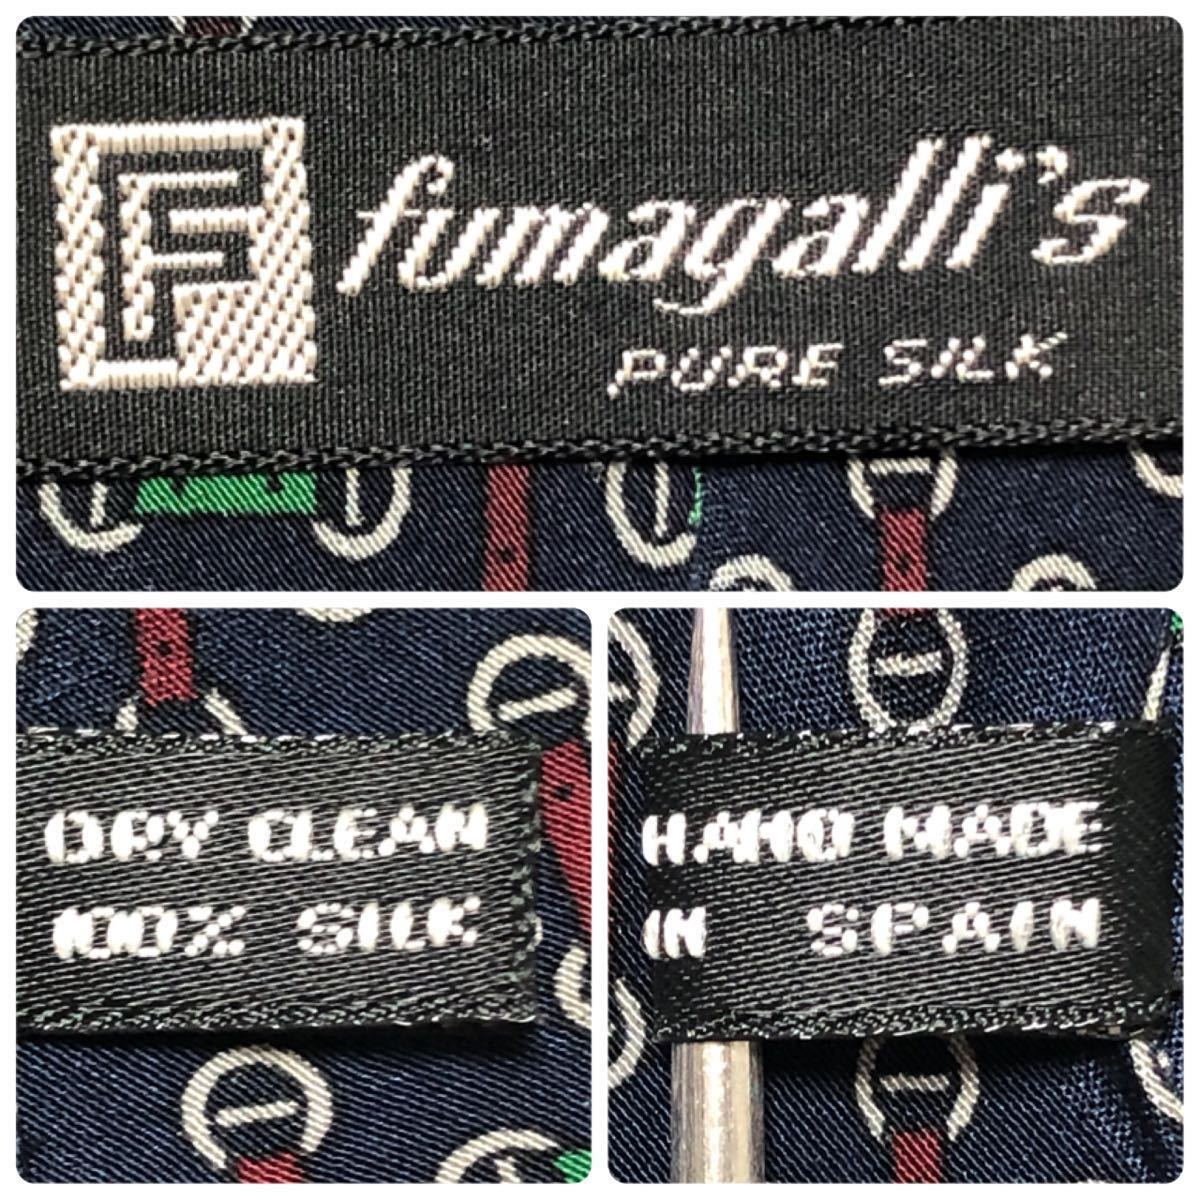 F fumagalli's
PURE SILK
DRY CLEAN
100% SILK
HAND MADE
IN SPAIN